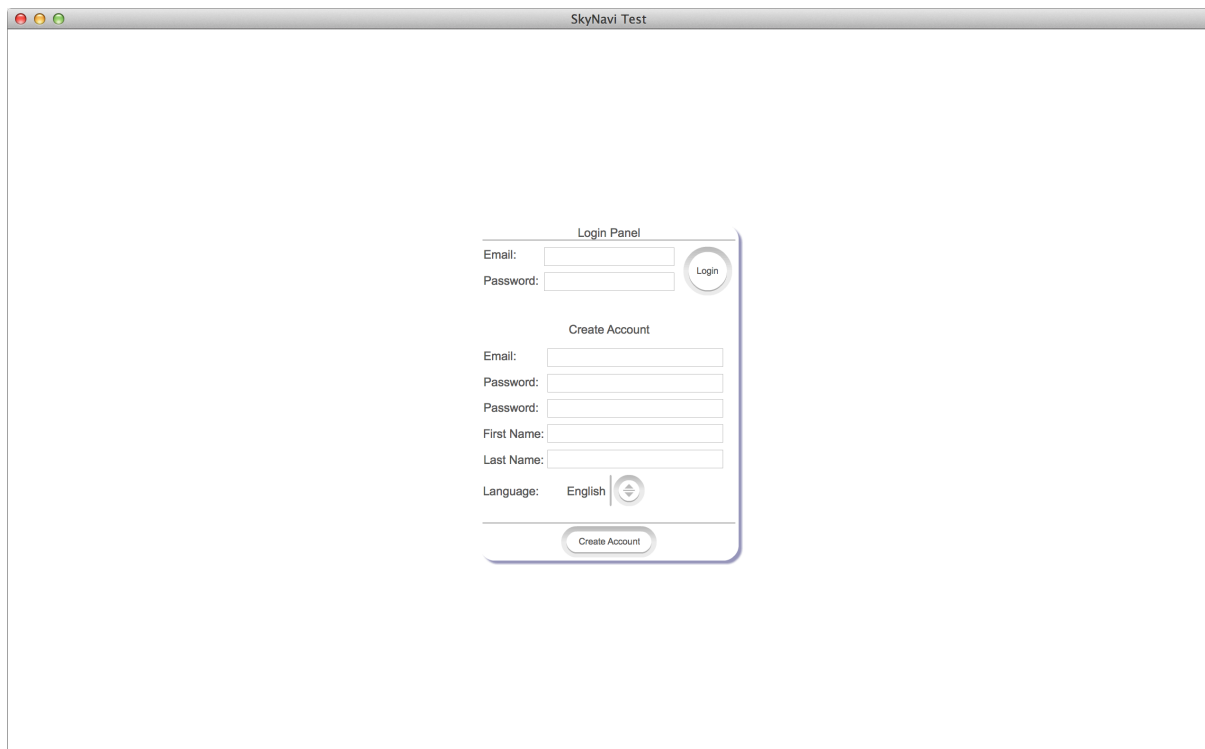 SkyNavi Test
Login Panel
Email:
Password:
Login
Create Account
Email:
Password:
Password:
First Name:
Last Name:
Language: English
Create Account